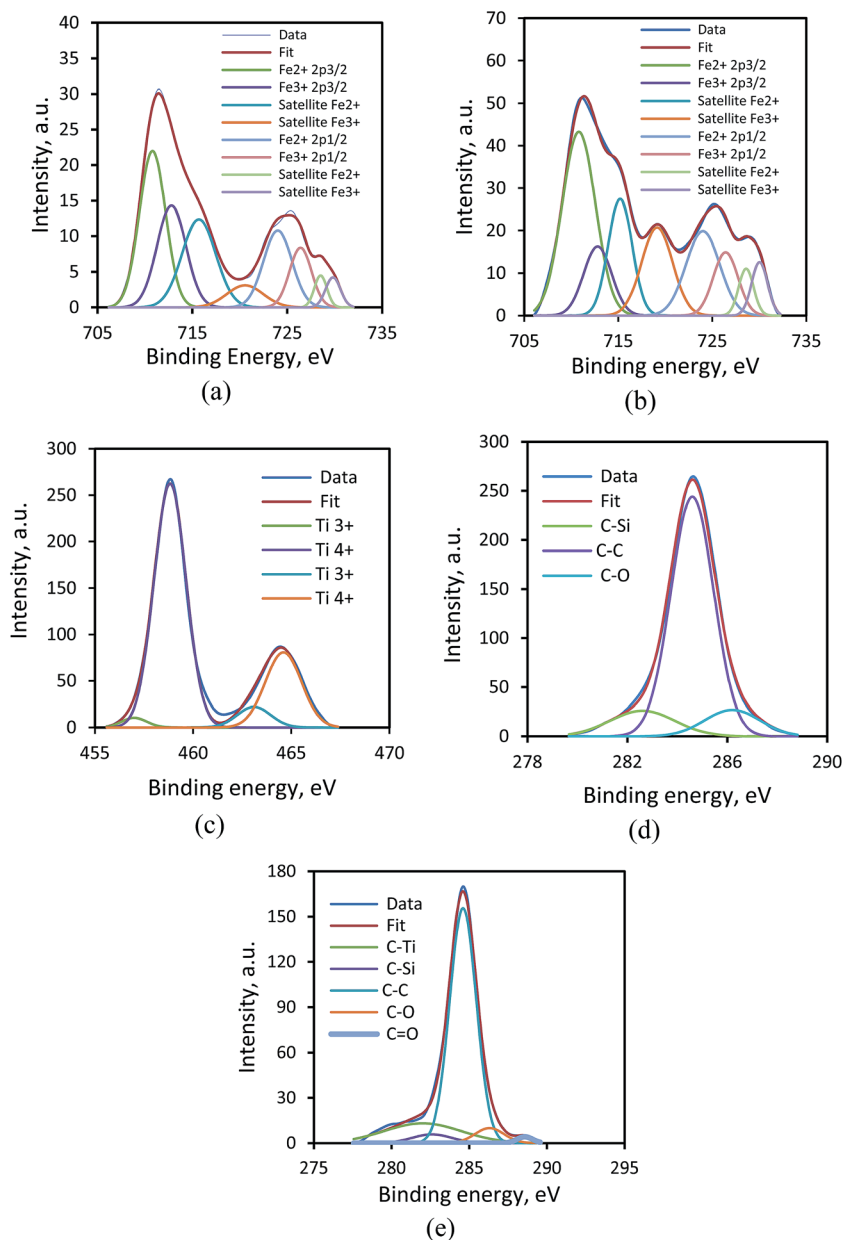 40
35
30
25
20
15
10
5
0
Intensity, a.u.
Data
Fit
Fe2+ 2p3/2
Fe3+ 2p3/2
Satellite Fe2+
Satellite Fe3+
Fe2+ 2p1/2
Fe3+ 2p1/2
Satellite Fe2+
Satellite Fe3+
705 715 725 735
Binding Energy, eV
(a)
70
60
50
40
30
20
10
0
Intensity, a.u.
Data
Fit
Fe2+ 2p3/2
Fe3+ 2p3/2
Satellite Fe2+
Satellite Fe3+
Fe2+ 2p1/2
Fe3+ 2p1/2
Satellite Fe2+
Satellite Fe3+
705 715 725 735
Binding energy, eV
(b)
300
250
200
150
100
50
0
Intensity, a.u.
Data
Fit
Ti 3+
Ti 4+
Ti 3+
Ti 4+
455 460 465 470
Binding energy, eV
(c)
300
250
200
150
100
50
0
Intensity, a.u.
Data
Fit
C-Si
C-C
C-O
278 282 286 290
Binding energy, eV
(d)
180
150
120
90
60
30
0
Intensity, a.u.
Data
Fit
C-Ti
C-Si
C-C
C-O
C=O
275 280 285 290 295
Binding energy, eV
(e)